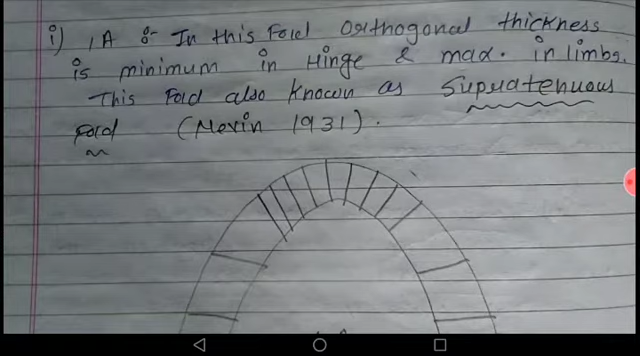 i) 1A :- In this Fold Orthogonal thickness
is minimum in Hinge & max. in limbs.
This Fold also known as Supratenuous
Fold (Nevin 1931).